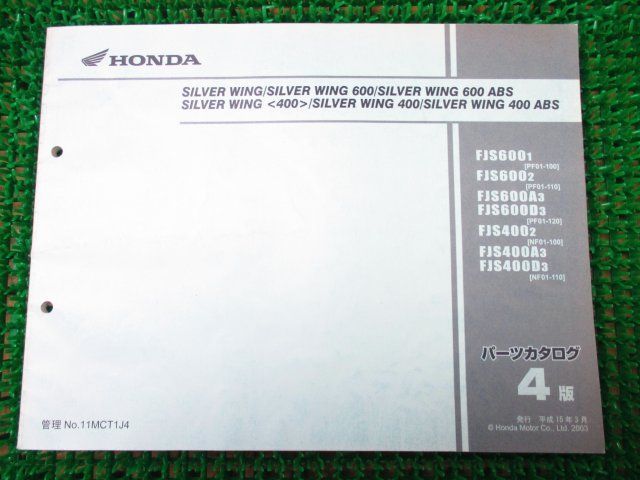 HONDA
SILVER WING/SILVER WING 600/SILVER WING 600 ABS
SILVER WING <400>/SILVER WING 400/SILVER WING 400 ABS
FJS6001
[PF01-100]
FJS6002
[PF01-110]
FJS600A3
FJS600D3
[PF01-120]
FJS4002
[NF01-100]
FJS400A3
FJS400D3
[NF01-110]
パーツカタログ
4版
発行 平成15年3月
© Honda Motor Co., Ltd. 2003
管理 No.11MCT1J4